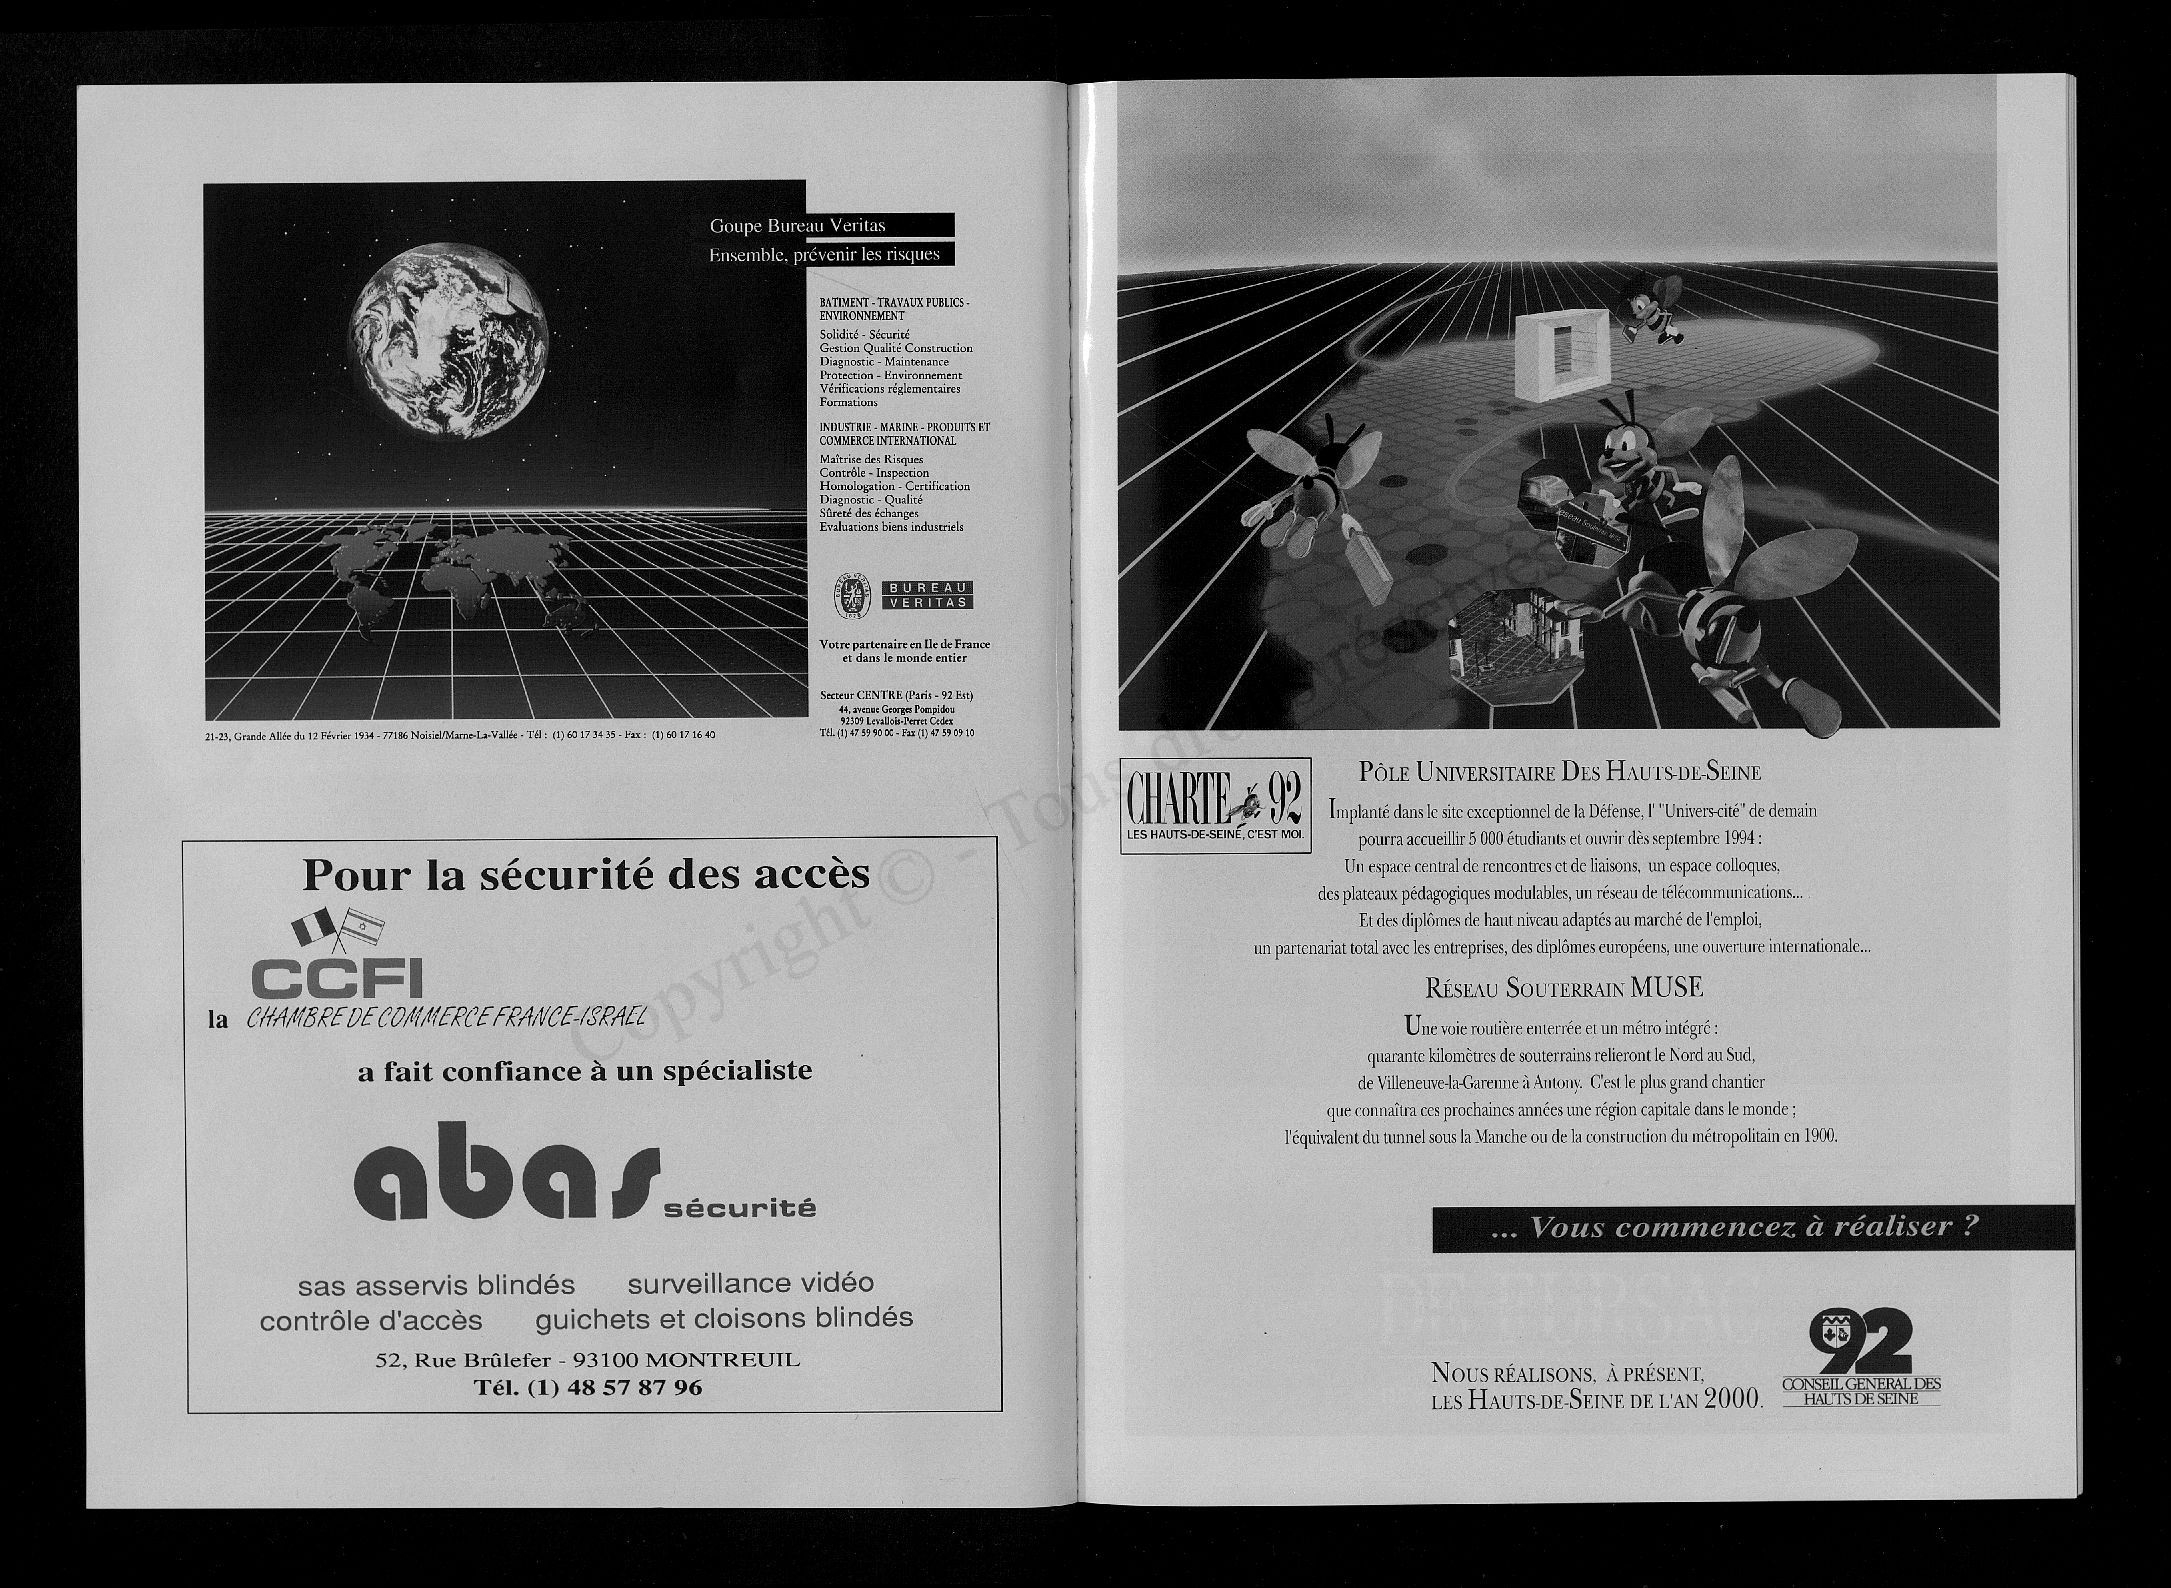 Goupe Bureau Veritas
Ensemble, prévenir les risques
BATIMENT - TRAVAUX PUBLICS -
ENVIRONNEMENT
Solidité - Sécurité
Gestion Qualité Construction
Diagnostic - Maintenance
Protection - Environnement
Vérifications réglementaires
Formations
INDUSTRIE - MARINE - PRODUITS ET
COMMERCE INTERNATIONAL
Maîtrise des Risques
Contrôle - Inspection
Homologation - Certification
Diagnostic - Qualité
Sûreté des échanges
Evaluations biens industriels
BUREAU
VERITAS
Votre partenaire en Ile de France
et dans le monde entier
Secteur CENTRE (Paris - 92 Est)
44, avenue Georges Pompidou
92309 Levallois-Perret Cedex
Tél. (1) 47 59 90 00 - Fax (1) 47 59 09 10
21-23, Grande Allée du 12 Février 1934 - 77186 Noisiel/Marne-La-Vallée - Tél : (1) 60 17 34 35 - Fax : (1) 60 17 16 40
Pour la sécurité des accès
CCFI
la CHAMBRE DE COMMERCE FRANCE-ISRAEL
a fait confiance à un spécialiste
abas sécurité
sas asservis blindés surveillance vidéo
contrôle d'accès guichets et cloisons blindés
52, Rue Brûlefer - 93100 MONTREUIL
Tél. (1) 48 57 87 96
Copyright © - Tous droits réservés
CHARTE 92
LES HAUTS-DE-SEINE, C'EST MOI.
PÔLE UNIVERSITAIRE DES HAUTS-DE-SEINE
Implanté dans le site exceptionnel de la Défense, l' "Univers-cité" de demain
pourra accueillir 5 000 étudiants et ouvrir dès septembre 1994 :
Un espace central de rencontres et de liaisons, un espace colloques,
des plateaux pédagogiques modulables, un réseau de télécommunications...
Et des diplômes de haut niveau adaptés au marché de l'emploi,
un partenariat total avec les entreprises, des diplômes européens, une ouverture internationale...
RÉSEAU SOUTERRAIN MUSE
Une voie routière enterrée et un métro intégré :
quarante kilomètres de souterrains relieront le Nord au Sud,
de Villeneuve-la-Garenne à Antony. C'est le plus grand chantier
que connaîtra ces prochaines années une région capitale dans le monde ;
l'équivalent du tunnel sous la Manche ou de la construction du métropolitain en 1900.
... Vous commencez à réaliser ?
NOUS RÉALISONS, À PRÉSENT,
LES HAUTS-DE-SEINE DE L'AN 2000.
92
CONSEIL GENERAL DES
HAUTS DE SEINE